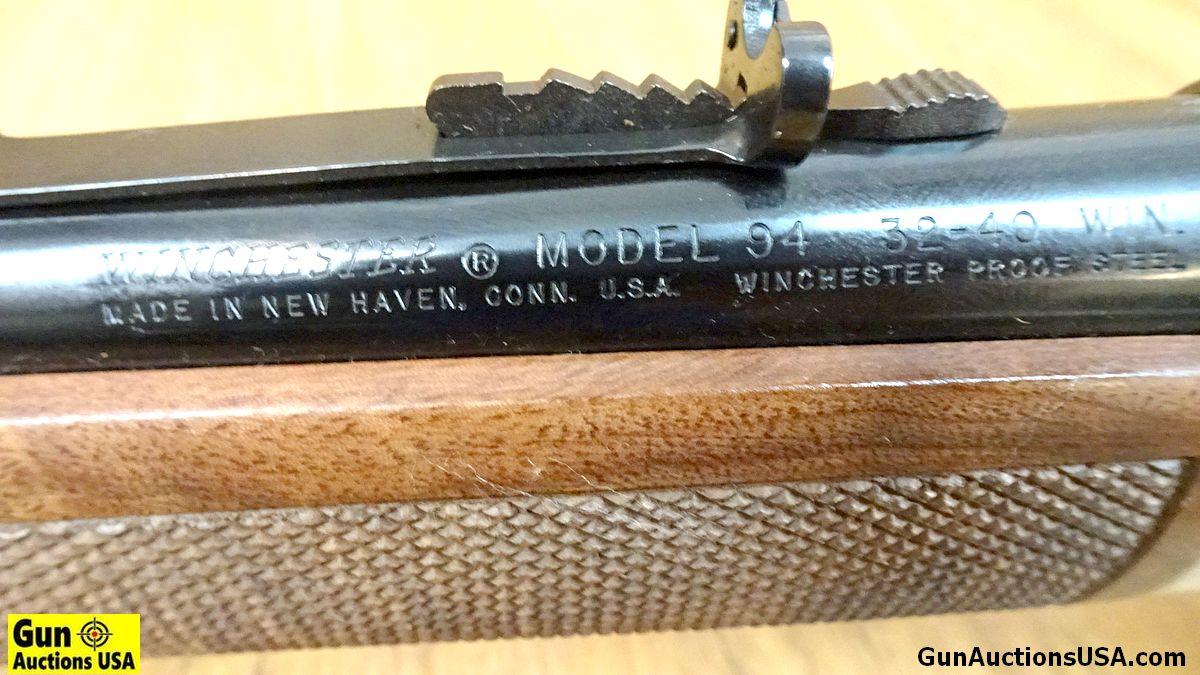 WINCHESTER ® MODEL 94 32-40 WIN.
MADE IN NEW HAVEN, CONN. U.S.A. WINCHESTER PROOF STEEL
Gun
Auctions USA
GunAuctionsUSA.com